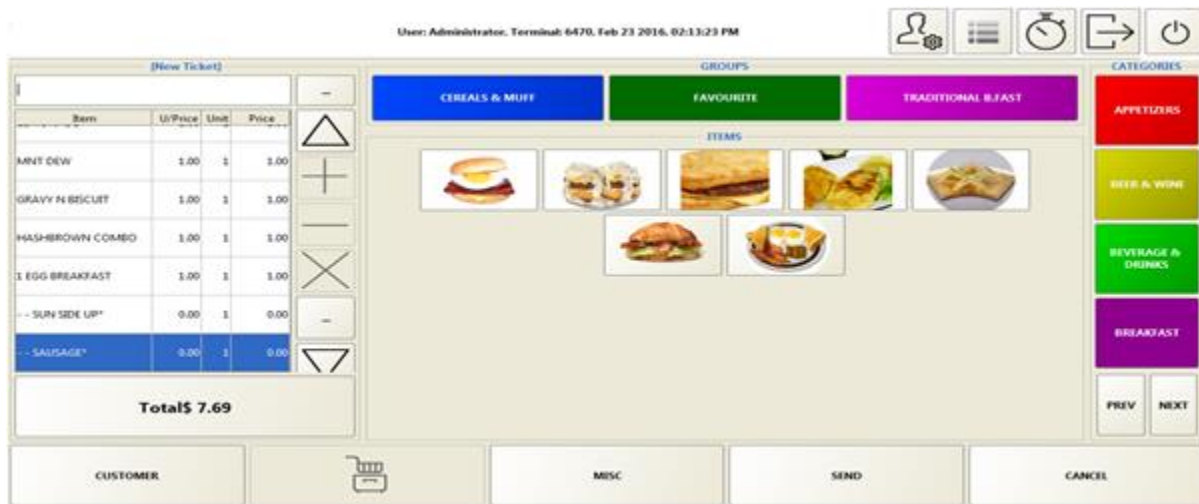 User: Administrator. Terminal: 6470. Feb 23 2016. 02:13:23 PM
[New Ticket]
GROUPS
CATEGORIES
CEREALS & MUFF
FAVOURITE
TRADITIONAL B.FAST
APPETIZERS
Item U/Price Unit Price
ITEMS
MNT DEW 1.00 1 1.00
BEER & WINE
GRAVY N BISCUIT 1.00 1 1.00
HASHBROWN COMBO 1.00 1 1.00
BEVERAGE &
DRINKS
1 EGG BREAKFAST 1.00 1 1.00
- - SUN SIDE UP* 0.00 1 0.00
BREAKFAST
- - SAUSAGE* 0.00 1 0.00
Total$ 7.69
PREV NEXT
CUSTOMER
MISC
SEND
CANCEL